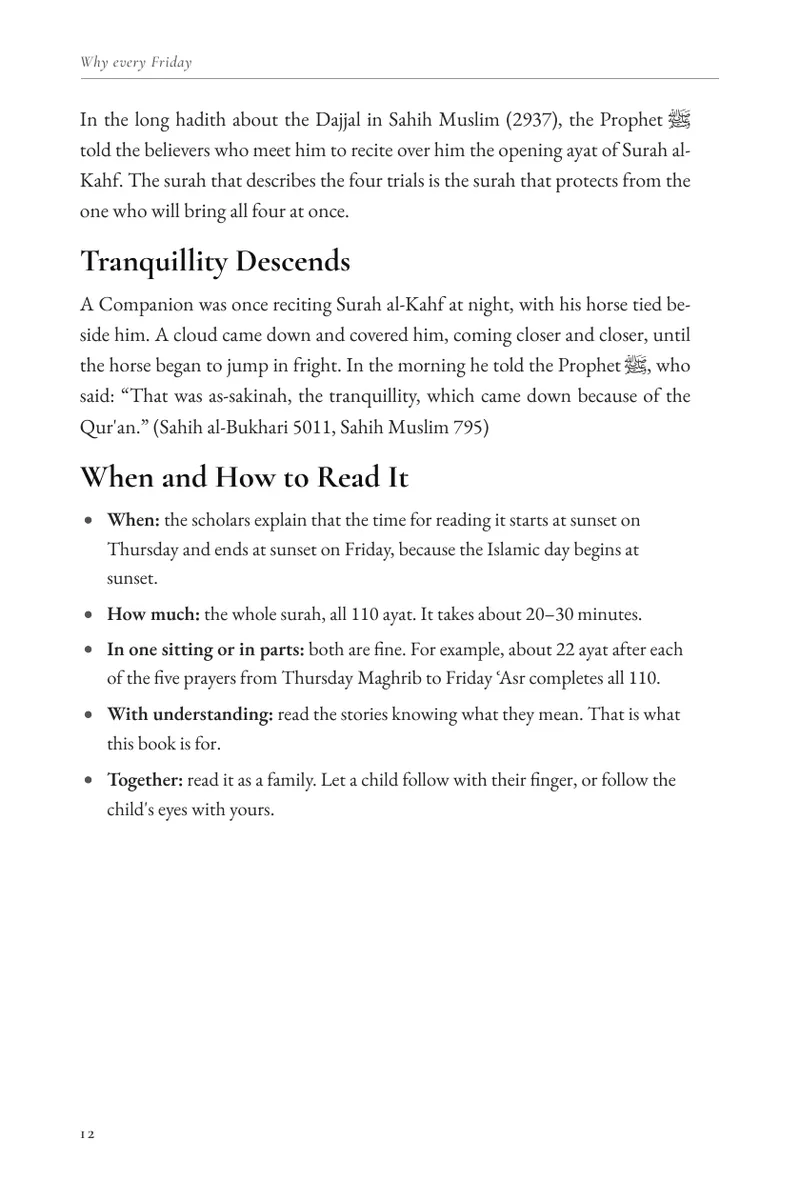 Why every Friday
In the long hadith about the Dajjal in Sahih Muslim (2937), the Prophet ﷺ
told the believers who meet him to recite over him the opening ayat of Surah al-
Kahf. The surah that describes the four trials is the surah that protects from the
one who will bring all four at once.
Tranquillity Descends
A Companion was once reciting Surah al-Kahf at night, with his horse tied be-
side him. A cloud came down and covered him, coming closer and closer, until
the horse began to jump in fright. In the morning he told the Prophet ﷺ, who
said: “That was as-sakinah, the tranquillity, which came down because of the
Qur'an.” (Sahih al-Bukhari 5011, Sahih Muslim 795)
When and How to Read It
• When: the scholars explain that the time for reading it starts at sunset on
Thursday and ends at sunset on Friday, because the Islamic day begins at
sunset.
• How much: the whole surah, all 110 ayat. It takes about 20–30 minutes.
• In one sitting or in parts: both are fine. For example, about 22 ayat after each
of the five prayers from Thursday Maghrib to Friday ʿAsr completes all 110.
• With understanding: read the stories knowing what they mean. That is what
this book is for.
• Together: read it as a family. Let a child follow with their finger, or follow the
child's eyes with yours.
12